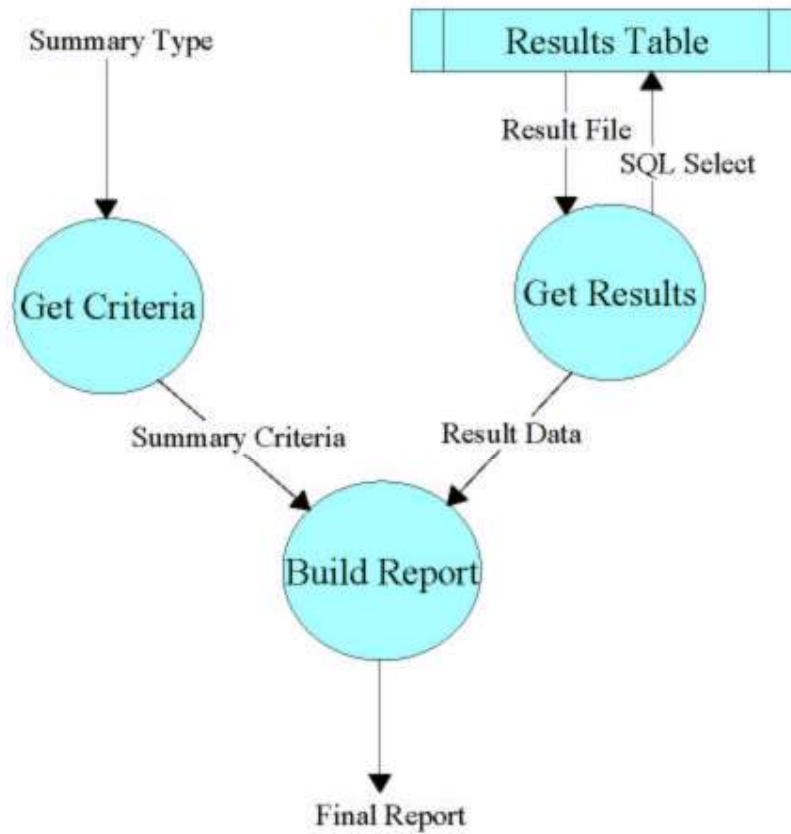 Summary Type
Results Table
Result File
SQL Select
Get Criteria
Get Results
Summary Criteria
Result Data
Build Report
Final Report